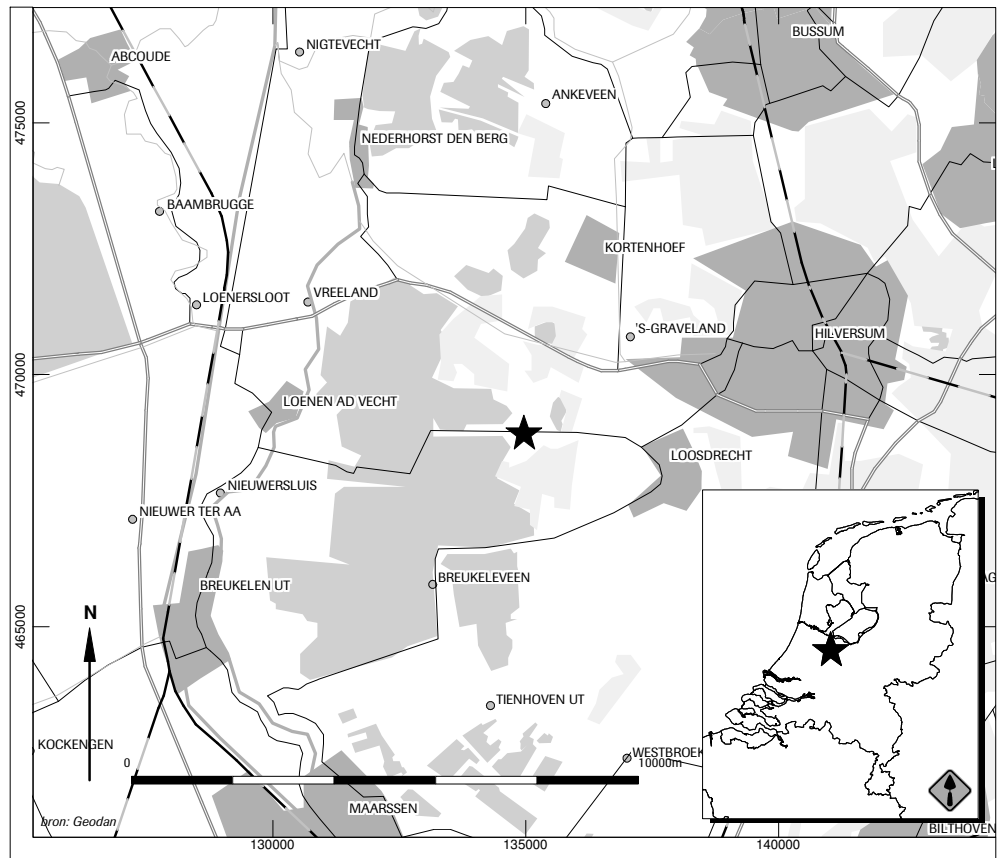 BUSSUM
NIGTEVECHT
ABCOUDE
ANKEVEEN
475000
NEDERHORST DEN BERG
BAAMBRUGGE
KORTENHOEF
LOENERSLOOT
VREELAND
'S-GRAVELAND
HILVERSUM
470000
LOENEN AD VECHT
LOOSDRECHT
NIEUWERSLUIS
NIEUWER TER AA
BREUKELEVEEN
BREUKELEN UT
N
465000
TIENHOVEN UT
KOCKENGEN
WESTBROEK
0
10000m
MAARSSEN
bron: Geodan
BILTHOVEN
130000
135000
140000